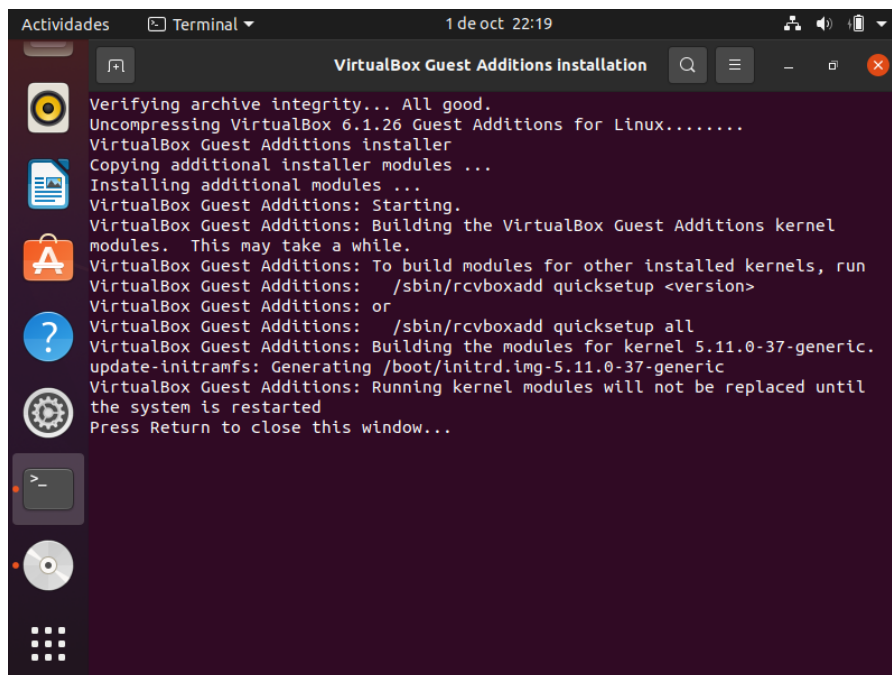 Actividades Terminal 1 de oct 22:19
VirtualBox Guest Additions installation
Verifying archive integrity... All good.
Uncompressing VirtualBox 6.1.26 Guest Additions for Linux........
VirtualBox Guest Additions installer
Copying additional installer modules ...
Installing additional modules ...
VirtualBox Guest Additions: Starting.
VirtualBox Guest Additions: Building the VirtualBox Guest Additions kernel
modules.  This may take a while.
VirtualBox Guest Additions: To build modules for other installed kernels, run
VirtualBox Guest Additions:   /sbin/rcvboxadd quicksetup <version>
VirtualBox Guest Additions: or
VirtualBox Guest Additions:   /sbin/rcvboxadd quicksetup all
VirtualBox Guest Additions: Building the modules for kernel 5.11.0-37-generic.
update-initramfs: Generating /boot/initrd.img-5.11.0-37-generic
VirtualBox Guest Additions: Running kernel modules will not be replaced until
the system is restarted
Press Return to close this window...